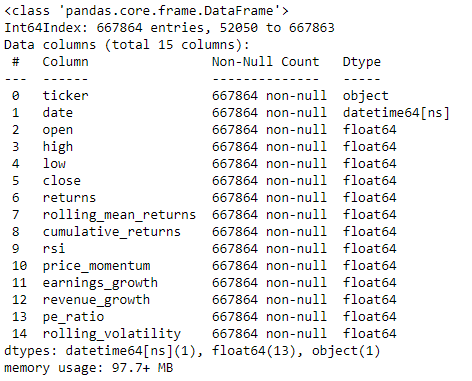 <class 'pandas.core.frame.DataFrame'>
Int64Index: 667864 entries, 52050 to 667863
Data columns (total 15 columns):
 #   Column                Non-Null Count   Dtype
---  ------                --------------   -----
 0   ticker                667864 non-null  object
 1   date                  667864 non-null  datetime64[ns]
 2   open                  667864 non-null  float64
 3   high                  667864 non-null  float64
 4   low                   667864 non-null  float64
 5   close                 667864 non-null  float64
 6   returns               667864 non-null  float64
 7   rolling_mean_returns  667864 non-null  float64
 8   cumulative_returns    667864 non-null  float64
 9   rsi                   667864 non-null  float64
 10  price_momentum        667864 non-null  float64
 11  earnings_growth       667864 non-null  float64
 12  revenue_growth        667864 non-null  float64
 13  pe_ratio              667864 non-null  float64
 14  rolling_volatility    667864 non-null  float64
dtypes: datetime64[ns](1), float64(13), object(1)
memory usage: 97.7+ MB